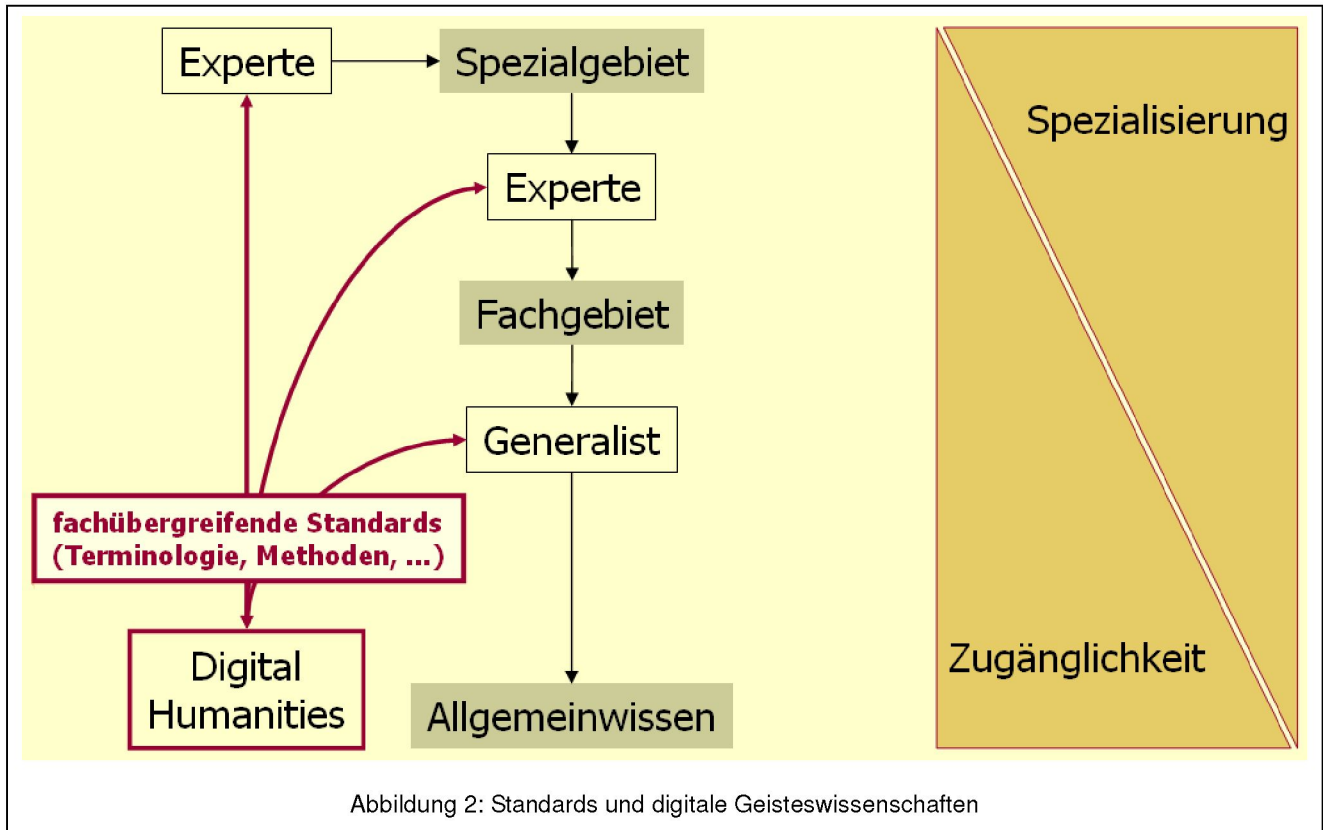 Experte
Spezialgebiet
Experte
Fachgebiet
Generalist
fachübergreifende Standards
(Terminologie, Methoden, ...)
Digital
Humanities
Allgemeinwissen
Spezialisierung
Zugänglichkeit
Abbildung 2: Standards und digitale Geisteswissenschaften